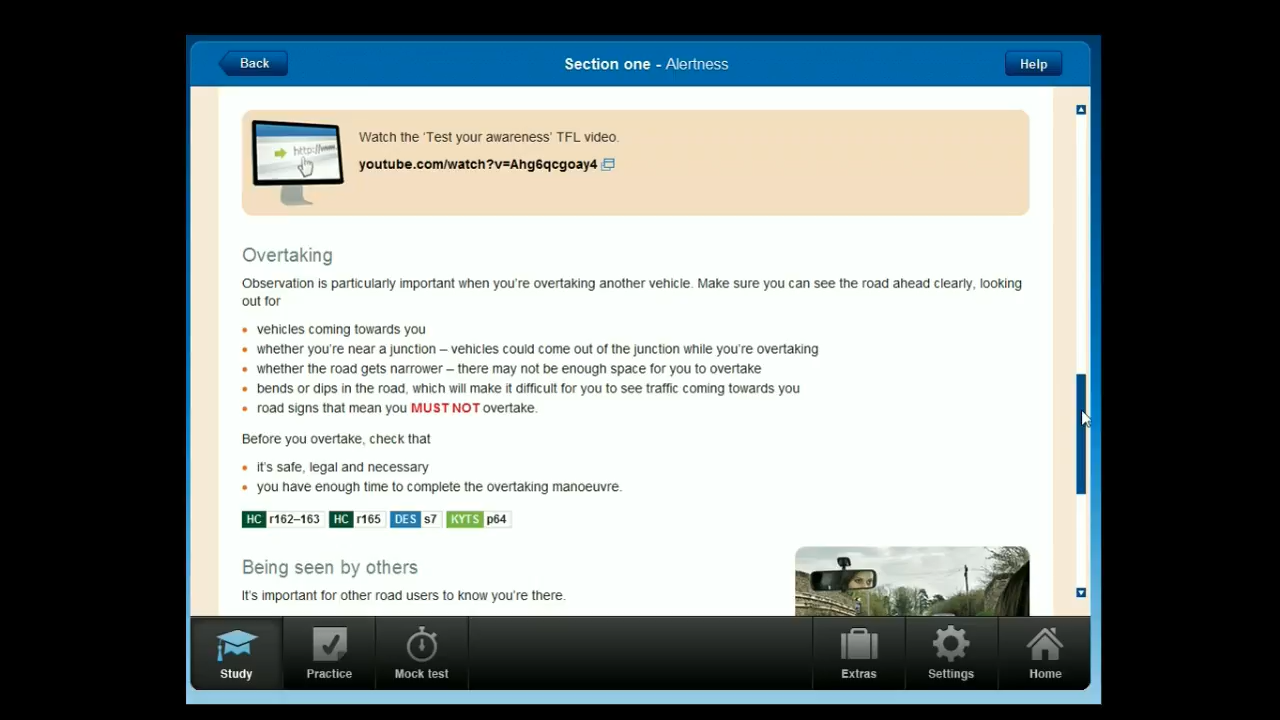 Back
Section one - Alertness
Help
Watch the ‘Test your awareness’ TFL video.
http://www.
youtube.com/watch?v=Ahg6qcgoay4
Overtaking
Observation is particularly important when you’re overtaking another vehicle. Make sure you can see the road ahead clearly, looking
out for
vehicles coming towards you
whether you’re near a junction – vehicles could come out of the junction while you’re overtaking
whether the road gets narrower – there may not be enough space for you to overtake
bends or dips in the road, which will make it difficult for you to see traffic coming towards you
road signs that mean you MUST NOT overtake.
Before you overtake, check that
it’s safe, legal and necessary
you have enough time to complete the overtaking manoeuvre.
HC r162–163 HC r165 DES s7 KYTS p64
Being seen by others
It’s important for other road users to know you’re there.
Study
Practice
Mock test
Extras
Settings
Home